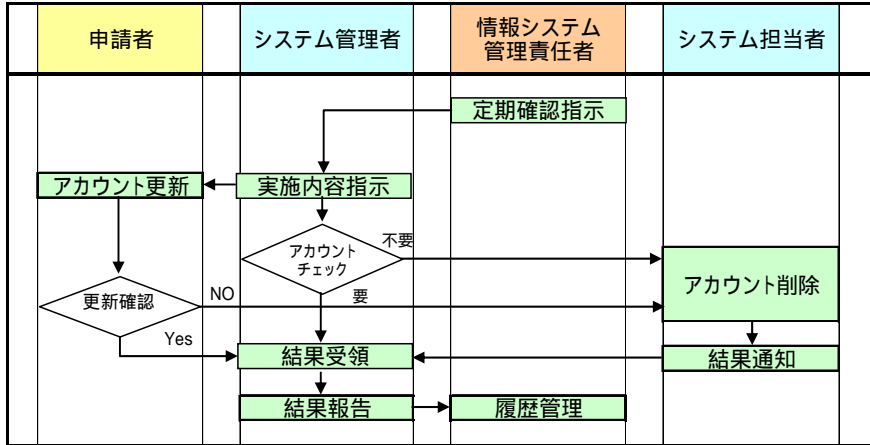 申請者
システム管理者
情報システム
管理責任者
システム担当者
定期確認指示
アカウント更新
実施内容指示
アカウント
チェック
不要
アカウント削除
更新確認
NO
要
Yes
結果受領
結果通知
結果報告
履歴管理